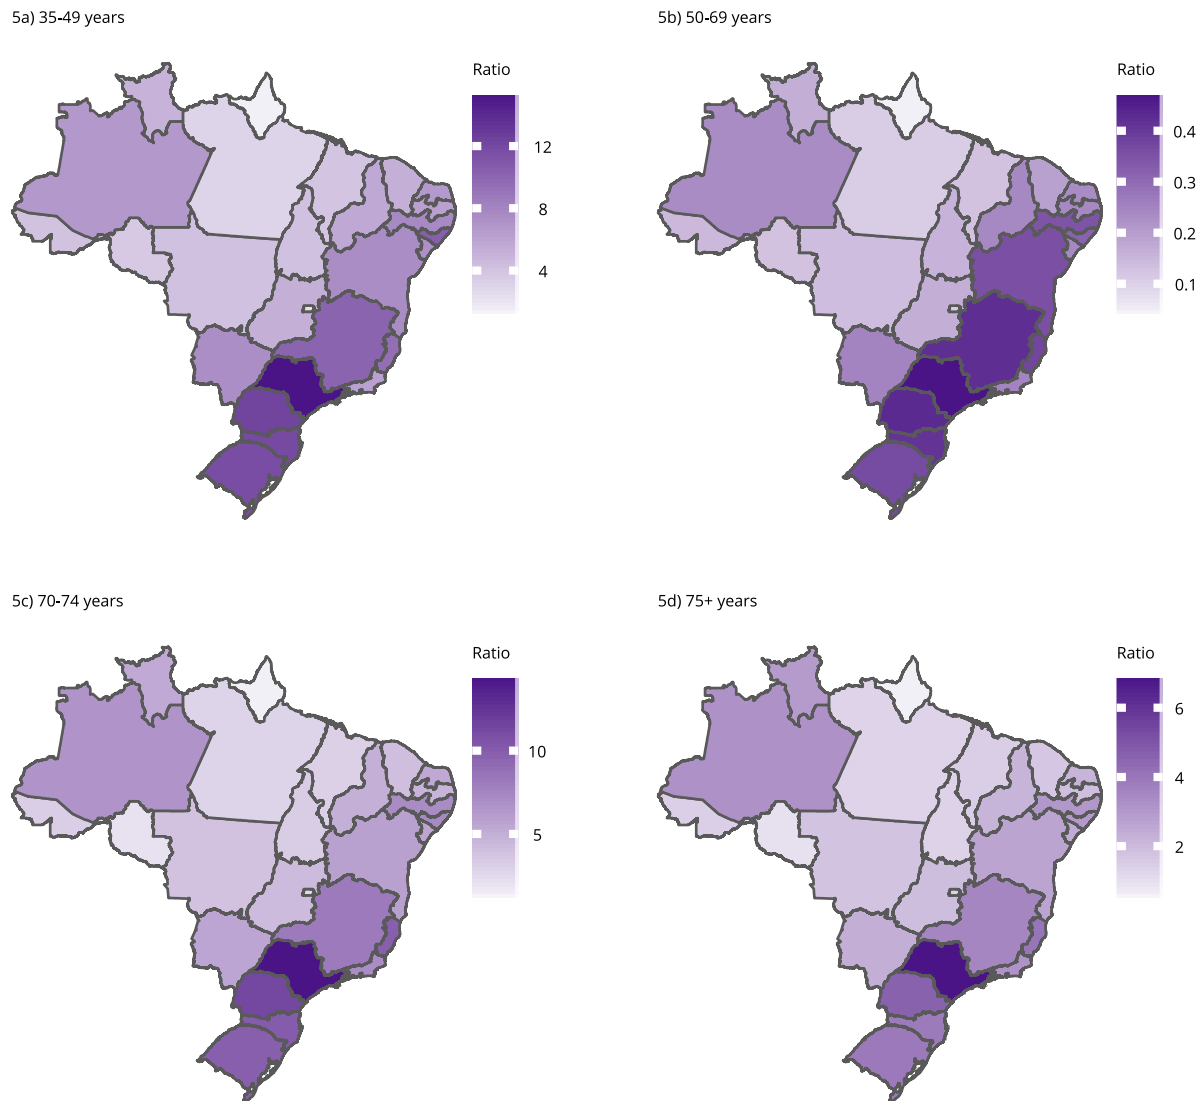 5a) 35-49 years
Ratio
12
8
4
5b) 50-69 years
Ratio
0.4
0.3
0.2
0.1
5c) 70-74 years
Ratio
10
5
5d) 75+ years
Ratio
6
4
2